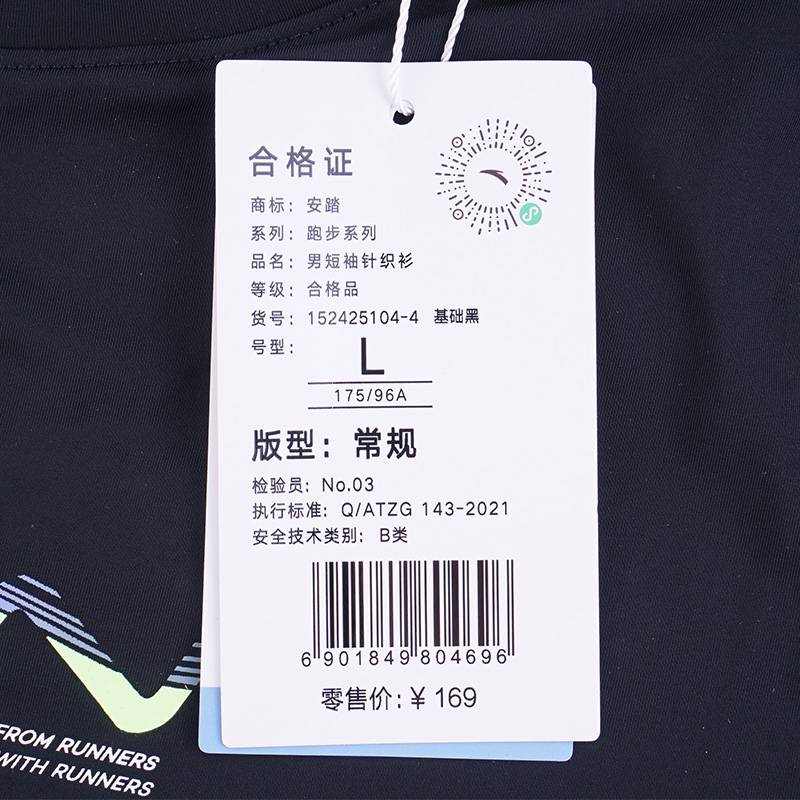 合格证
商标：安踏
系列：跑步系列
品名：男短袖针织衫
等级：合格品
货号：152425104-4 基础黑
号型：
L
175/96A
版型：常规
检验员：No.03
执行标准：Q/ATZG 143-2021
安全技术类别：B类
6 901849 804696
零售价：¥ 169
FROM RUNNERS
WITH RUNNERS